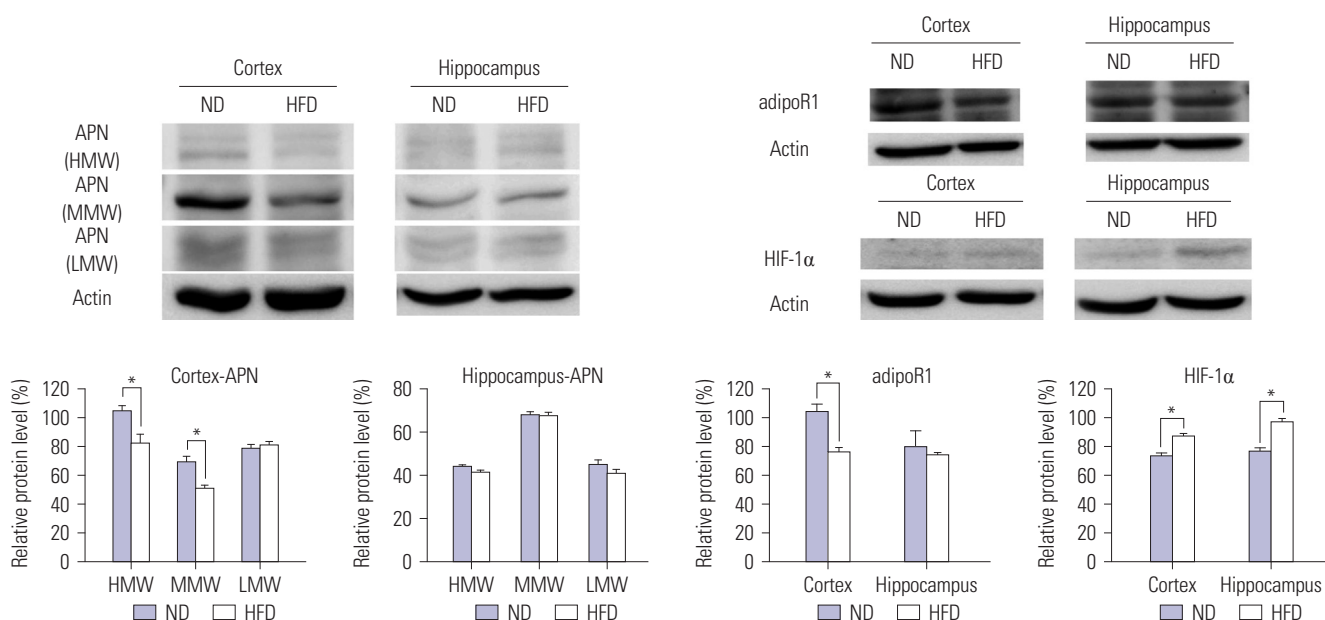 Cortex Hippocampus
ND HFD ND HFD
APN
(HMW)
APN
(MMW)
APN
(LMW)
Actin
Cortex Hippocampus
ND HFD ND HFD
adipoR1
Actin
Cortex Hippocampus
ND HFD ND HFD
HIF-1α
Actin
Cortex-APN
Relative protein level (%)
120
100
80
60
40
20
0
*
*
HMW MMW LMW
ND HFD
Hippocampus-APN
Relative protein level (%)
80
60
40
20
0
HMW MMW LMW
ND HFD
adipoR1
Relative protein level (%)
120
100
80
60
40
20
0
*
Cortex Hippocampus
ND HFD
HIF-1α
Relative protein level (%)
120
100
80
60
40
20
0
*
*
Cortex Hippocampus
ND HFD